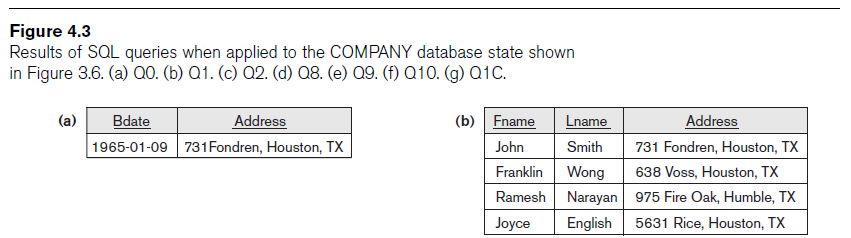 Figure 4.3
Results of SQL queries when applied to the COMPANY database state shown
in Figure 3.6. (a) Q0. (b) Q1. (c) Q2. (d) Q8. (e) Q9. (f) Q10. (g) Q1C.
(a)
Bdate Address
1965-01-09 731Fondren, Houston, TX
(b)
Fname Lname Address
John Smith 731 Fondren, Houston, TX
Franklin Wong 638 Voss, Houston, TX
Ramesh Narayan 975 Fire Oak, Humble, TX
Joyce English 5631 Rice, Houston, TX